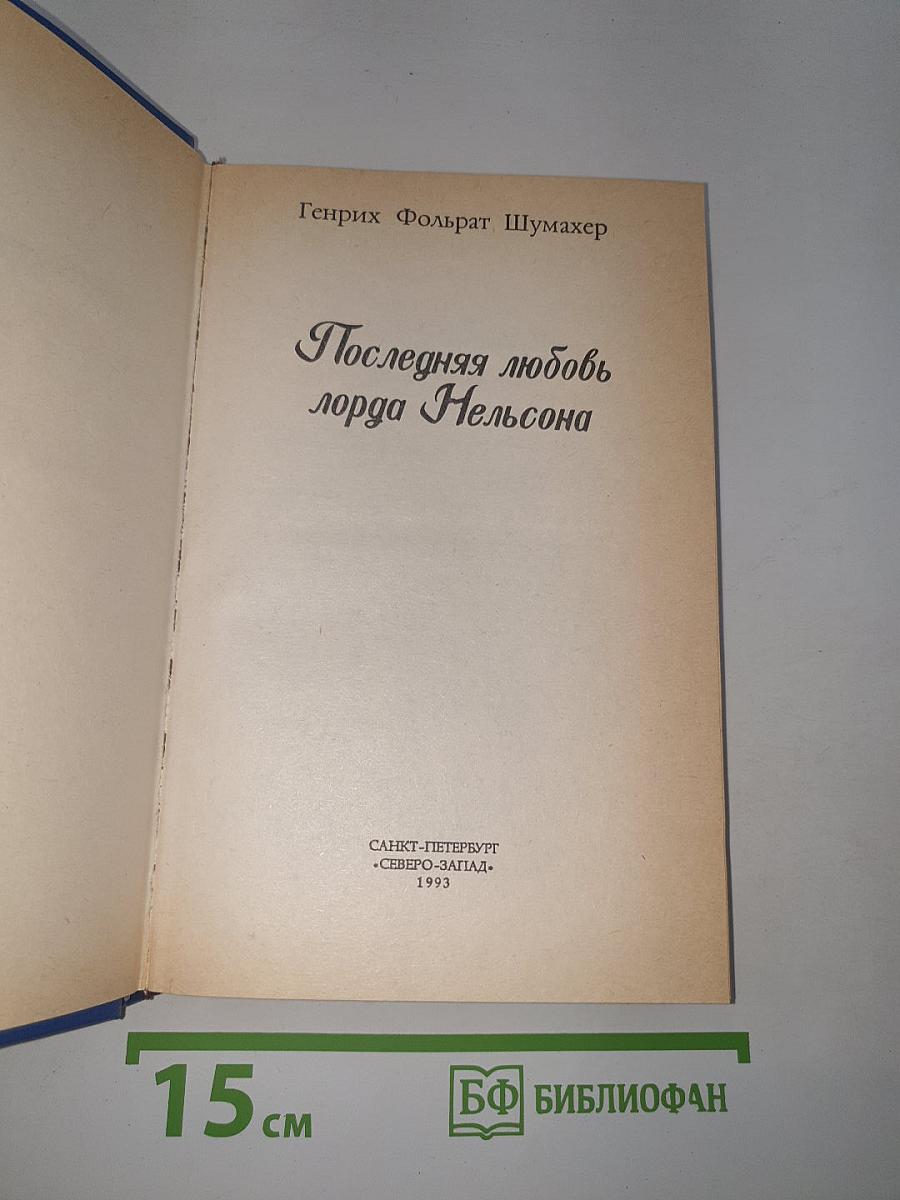 Генрих Фольрат Шумахер
Последняя любовь
лорда Нельсона
САНКТ-ПЕТЕРБУРГ
«СЕВЕРО-ЗАПАД»
1993
15 см
БФ БИБЛИОФАН